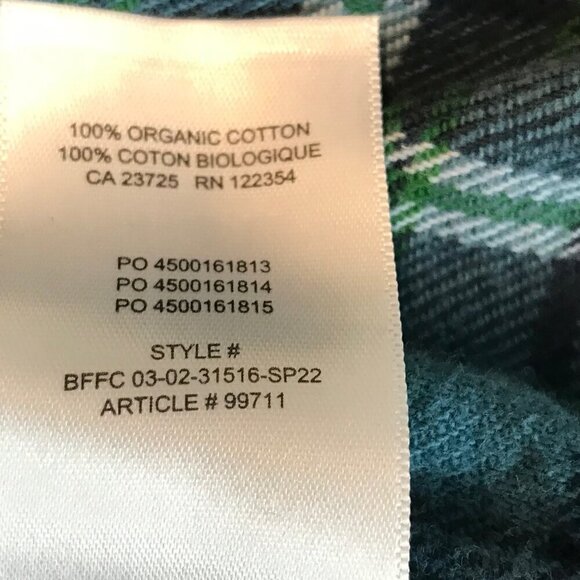 100% ORGANIC COTTON
100% COTON BIOLOGIQUE
CA 23725 RN 122354
PO 4500161813
PO 4500161814
PO 4500161815
STYLE #
BFFC 03-02-31516-SP22
ARTICLE # 99711